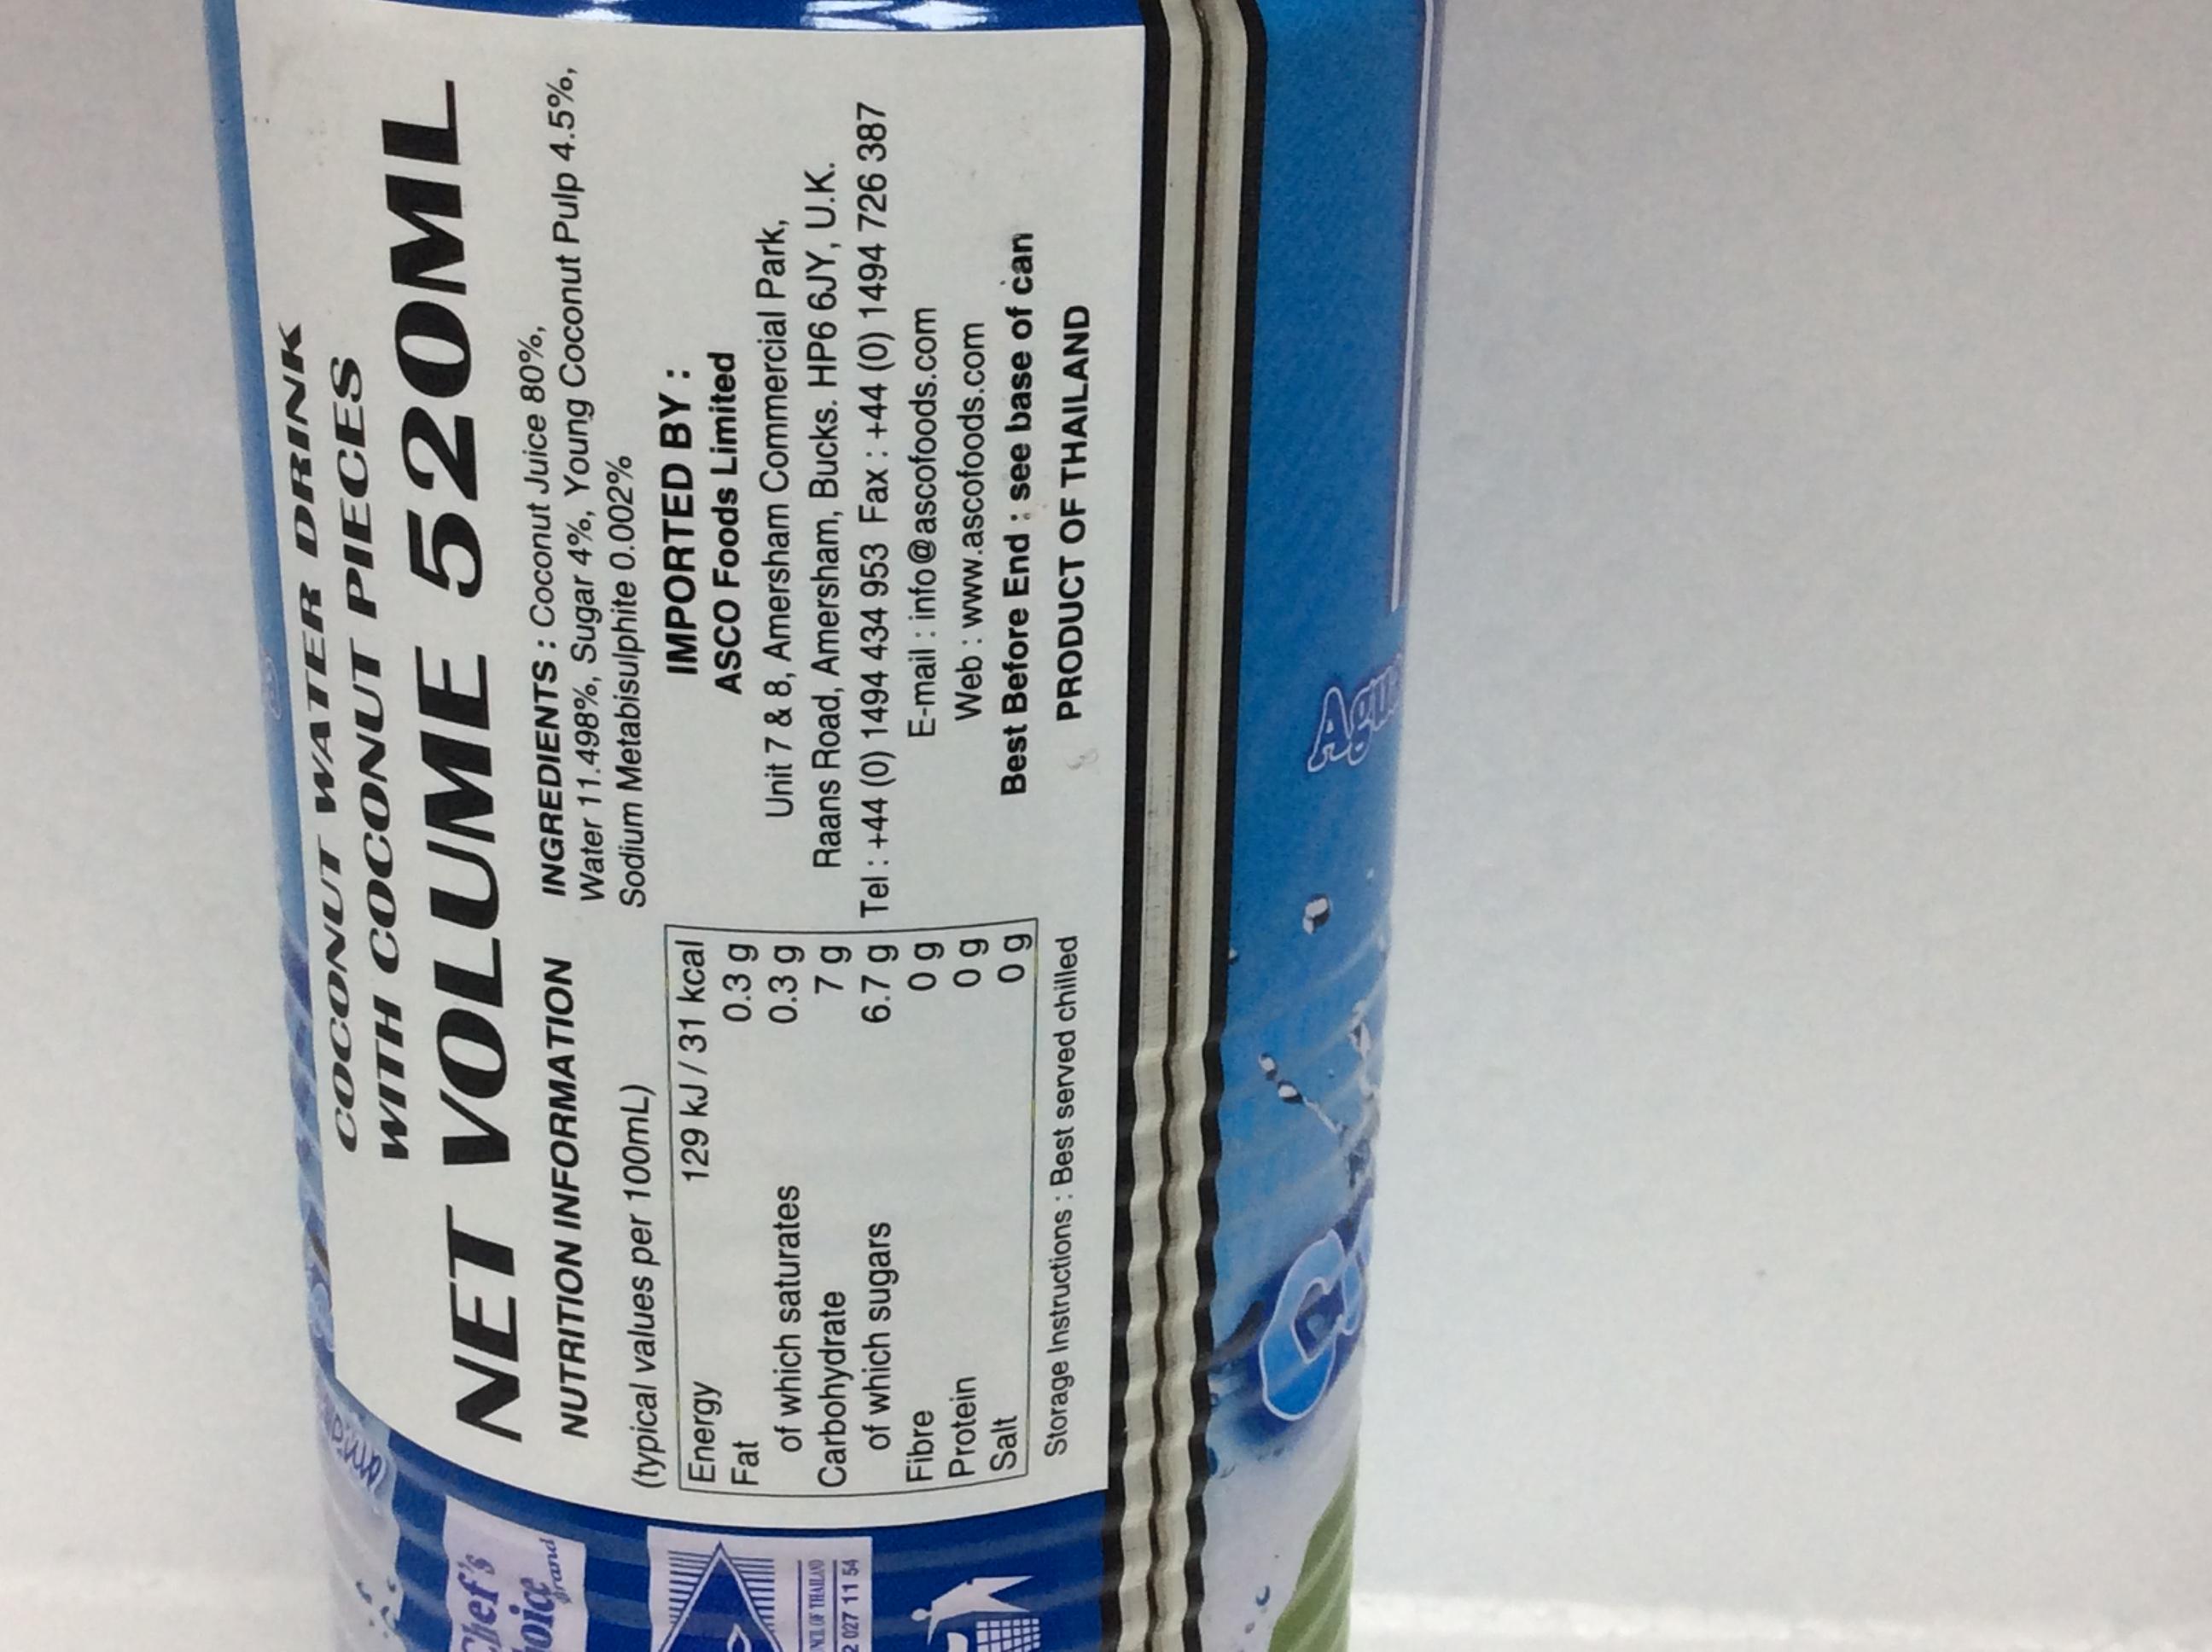 COCONUT WATER DRINK
WITH COCONUT PIECES
NET VOLUME 520ML
NUTRITION INFORMATION
(typical values per 100mL)
Energy 129 kJ / 31 kcal
Fat 0.3 g
of which saturates 0.3 g
Carbohydrate 7 g
of which sugars 6.7 g
Fibre 0 g
Protein 0 g
Salt 0 g
Storage Instructions : Best served chilled
INGREDIENTS : Coconut Juice 80%,
Water 11.498%, Sugar 4%, Young Coconut Pulp 4.5%,
Sodium Metabisulphite 0.002%
IMPORTED BY :
ASCO Foods Limited
Unit 7 & 8, Amersham Commercial Park,
Raans Road, Amersham, Bucks. HP6 6JY, U.K.
Tel : +44 (0) 1494 434 953 Fax : +44 (0) 1494 726 387
E-mail : info@ascofoods.com
Web : www.ascofoods.com
Best Before End : see base of can
PRODUCT OF THAILAND
OF THAILAND
027 11 54